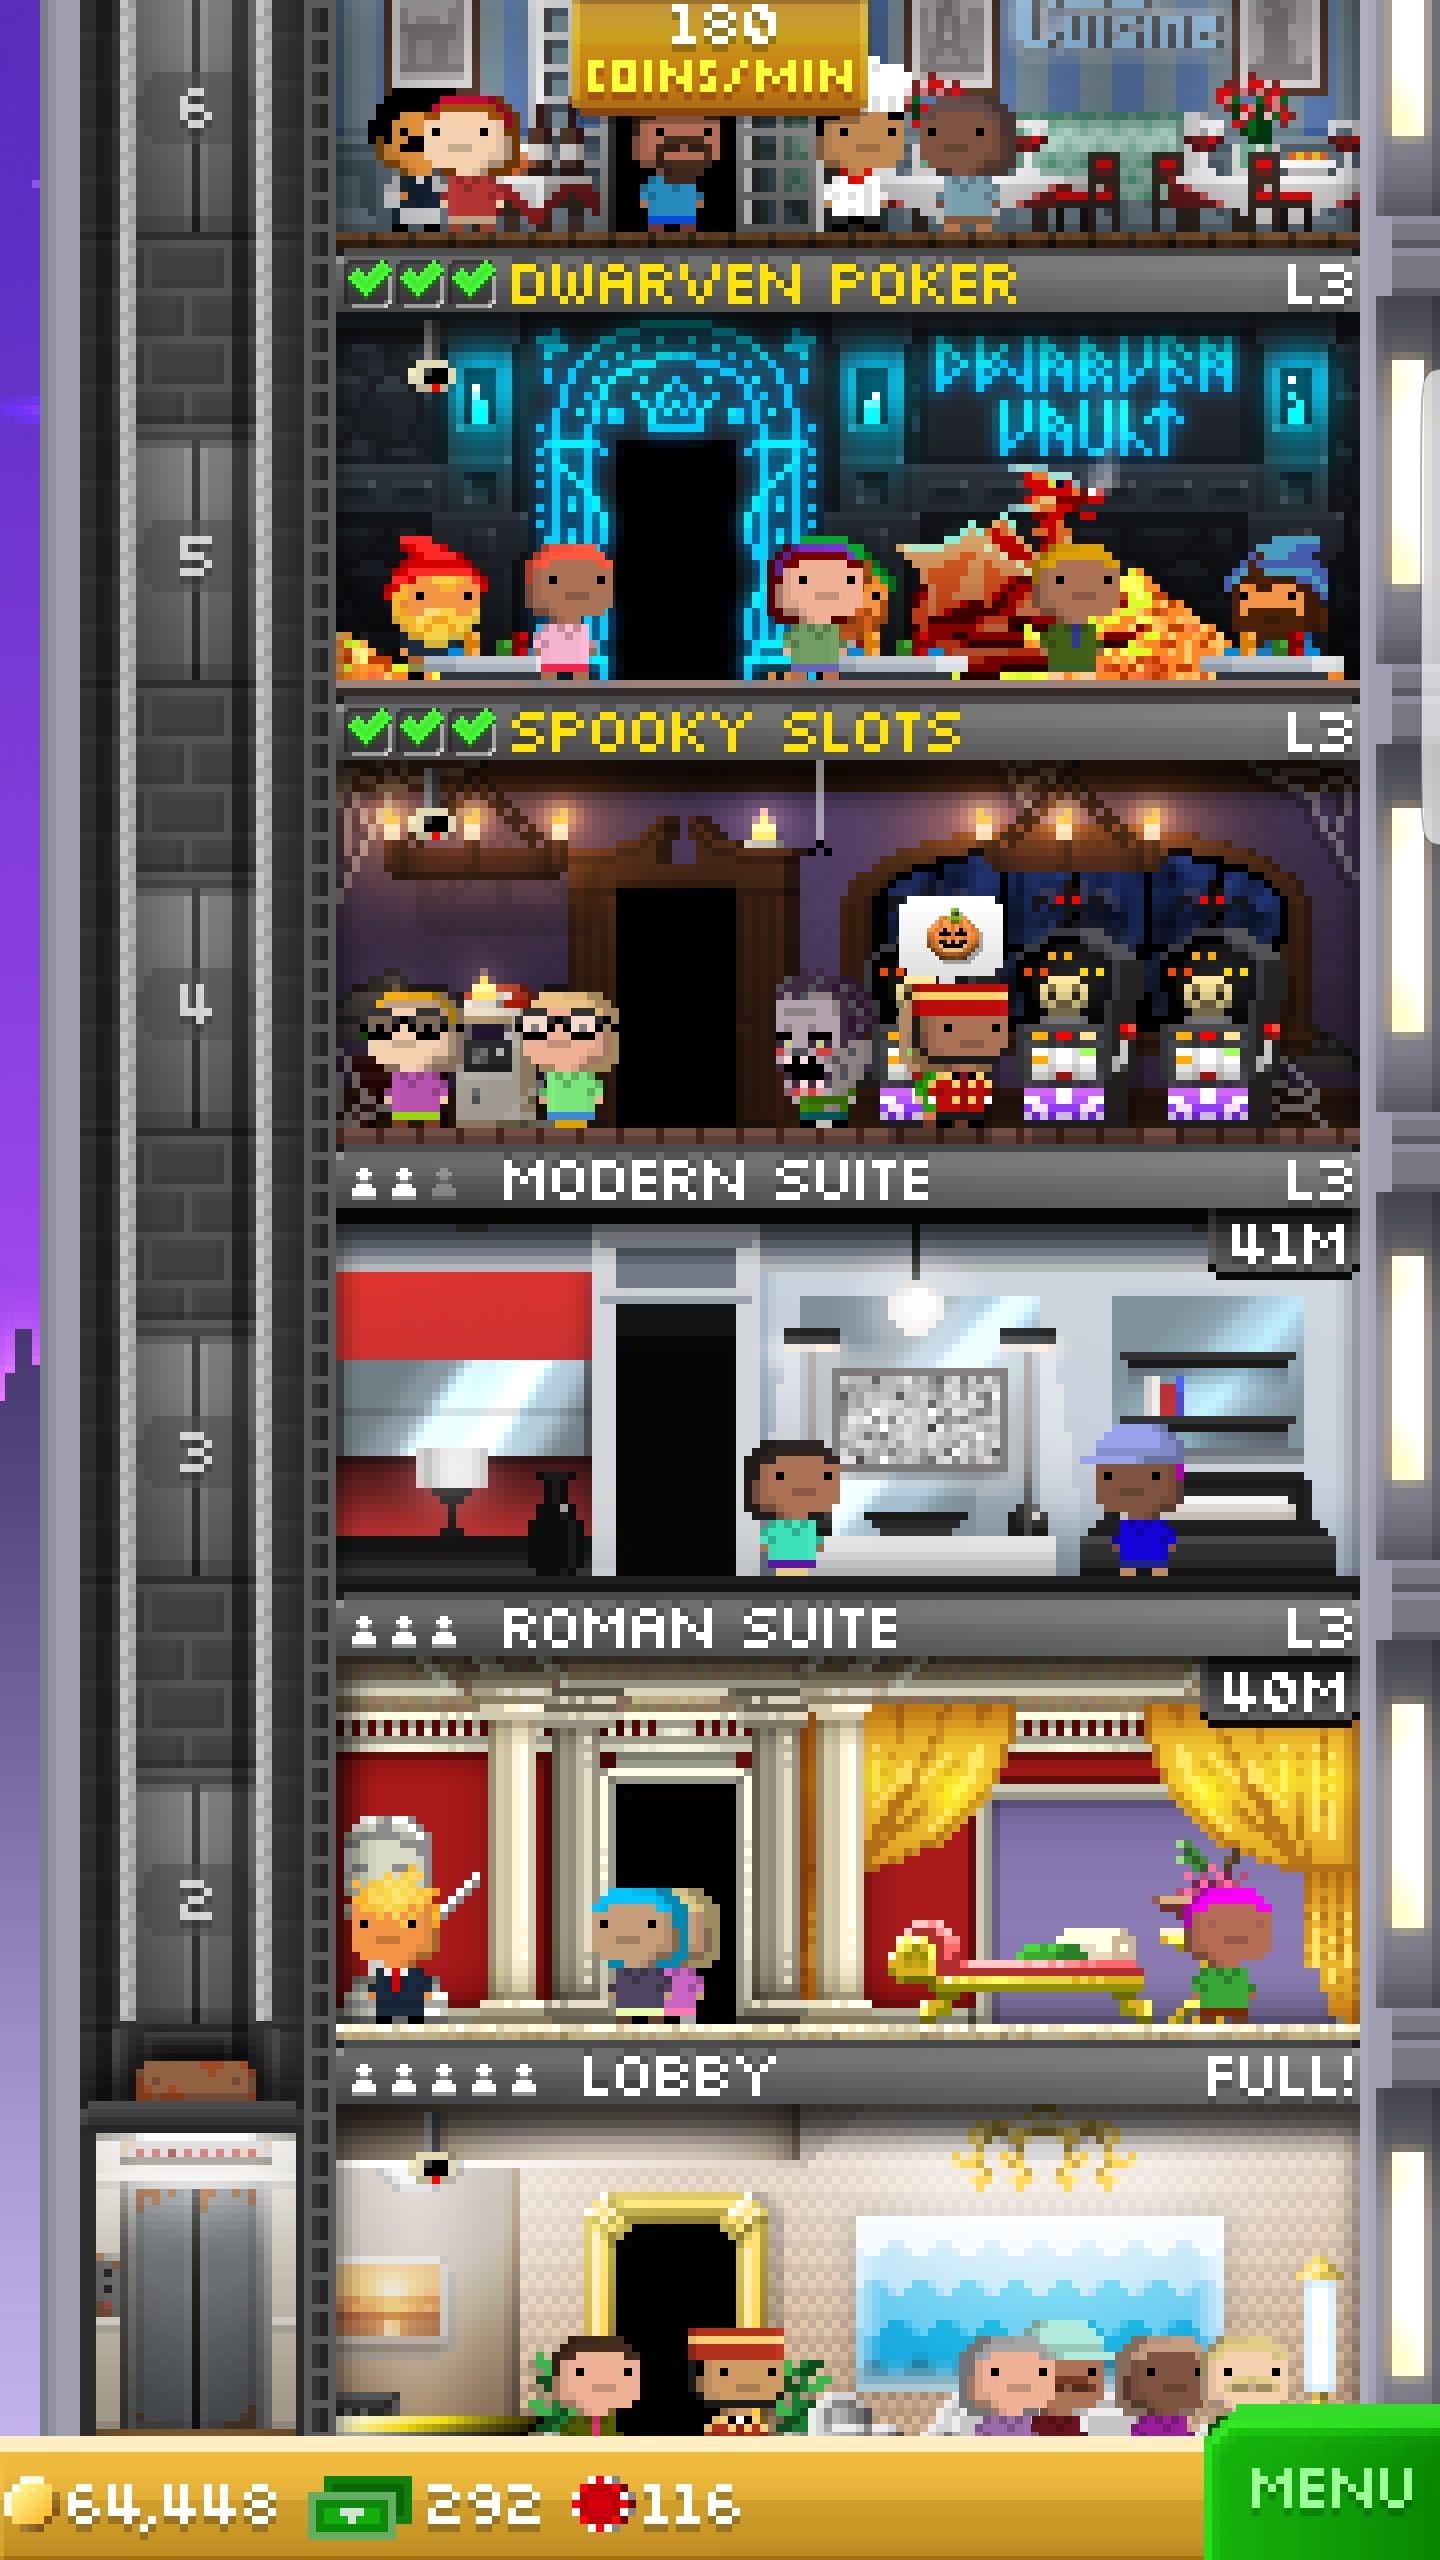 Cuisine
180
COINS/MIN
6
DWARVEN POKER L3
DWARVEN
VAULT
5
SPOOKY SLOTS L3
4
MODERN SUITE L3
41M
3
ROMAN SUITE L3
40M
2
LOBBY FULL!
64,448 292 116
MENU